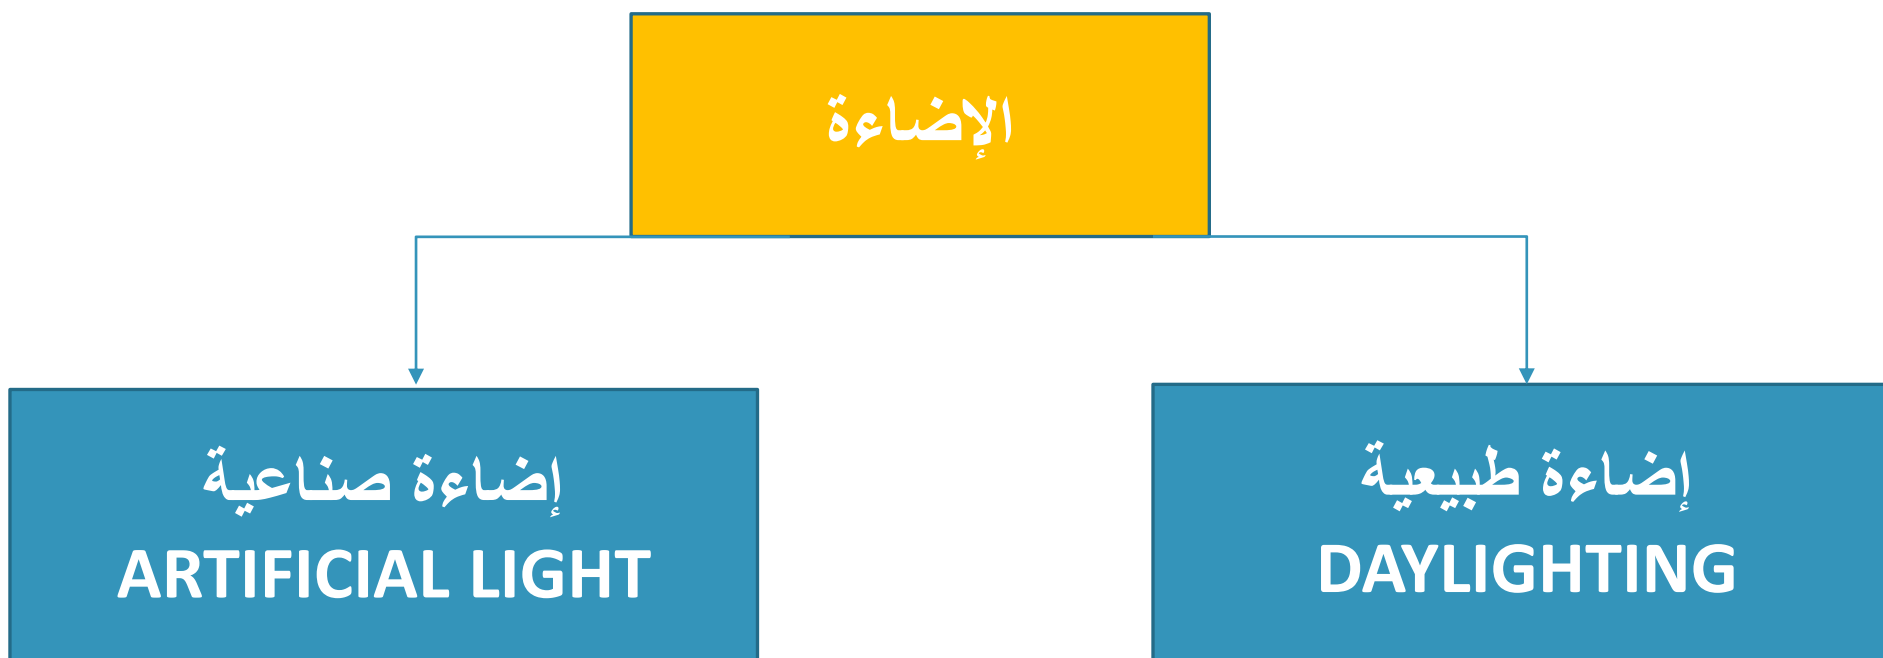 الإضاءة
إضاءة طبيعية
DAYLIGHTING
إضاءة صناعية
ARTIFICIAL LIGHT